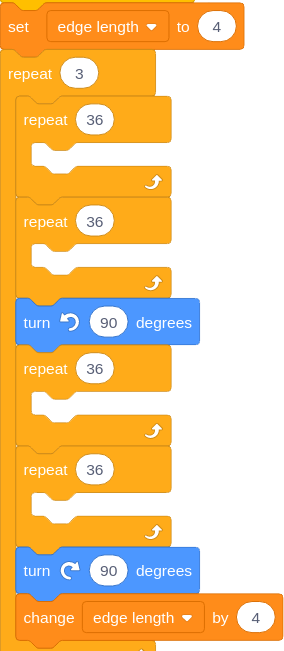 set edge length to 4
repeat 3
repeat 36
repeat 36
turn 90 degrees
repeat 36
repeat 36
turn 90 degrees
change edge length by 4